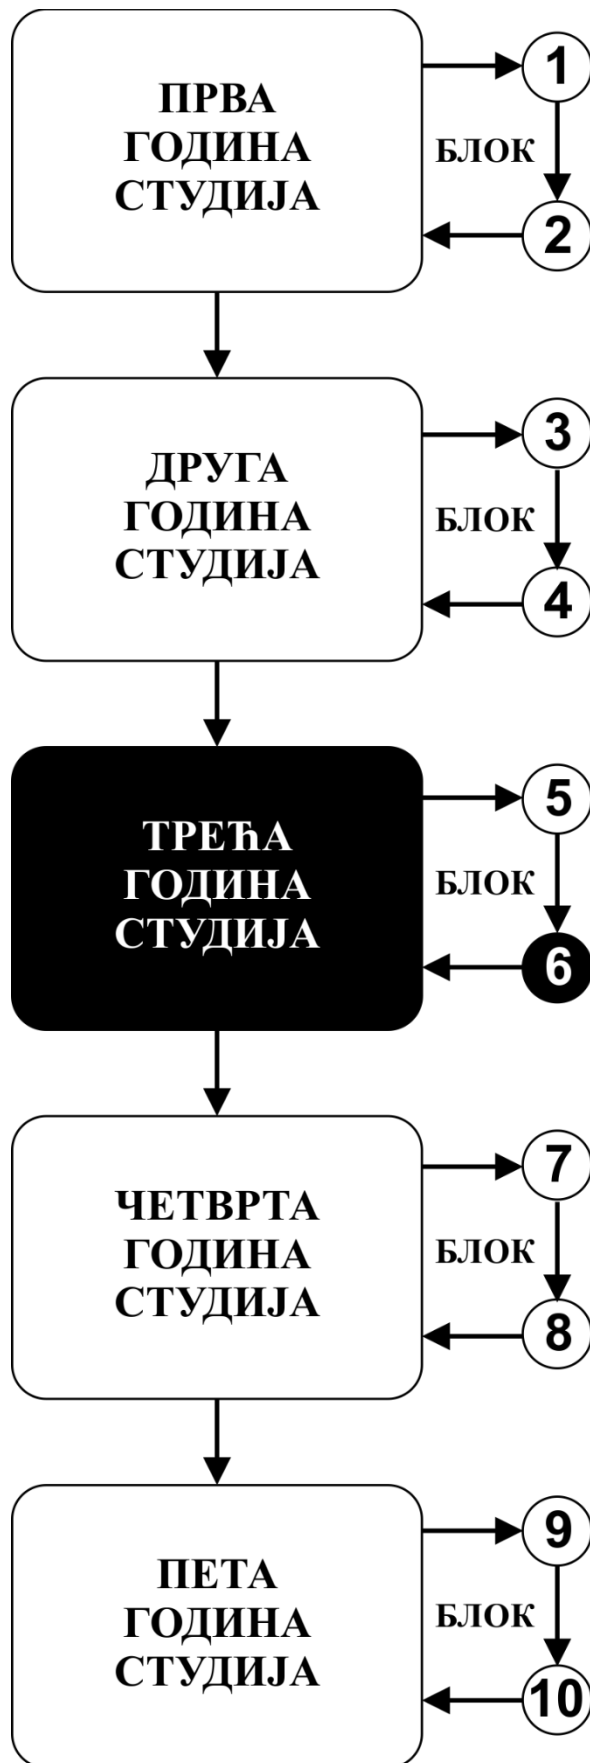 ПРВА
ГОДИНА
СТУДИЈА
1
БЛОК
2
ДРУГА
ГОДИНА
СТУДИЈА
3
БЛОК
4
ТРЕЋА
ГОДИНА
СТУДИЈА
5
БЛОК
6
ЧЕТВРТА
ГОДИНА
СТУДИЈА
7
БЛОК
8
ПЕТА
ГОДИНА
СТУДИЈА
9
БЛОК
10